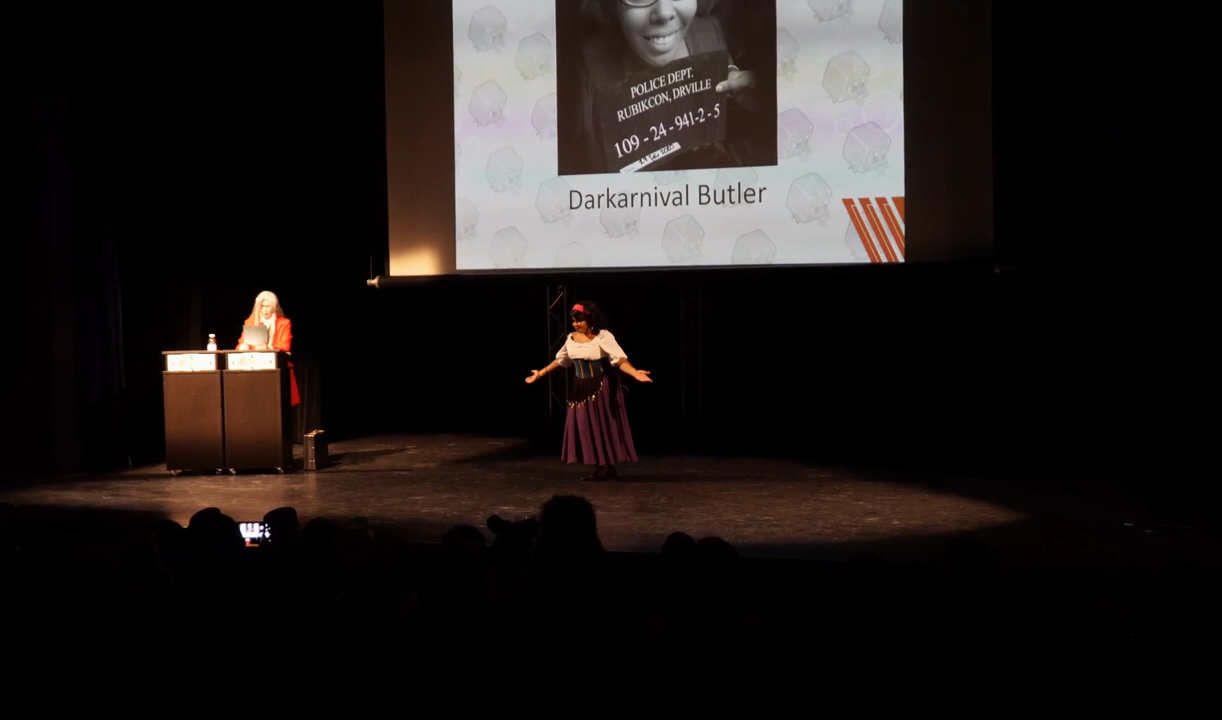 POLICE DEPT.
RUBIKCON, DRVILLE
109 - 24 - 941-2 - 5
Darkarnival Butler